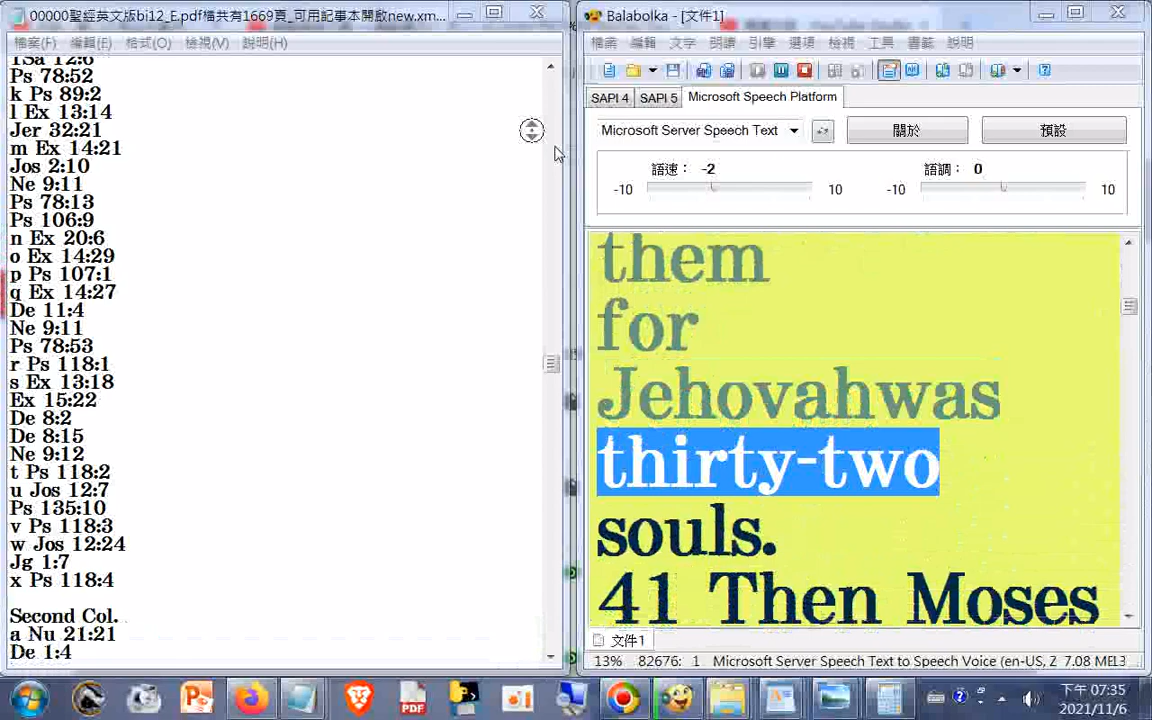 00000聖經英文版bi12_E.pdf檔共有1669頁_可用記事本開啟new.xm...
檔案(F) 編輯(E) 格式(O) 檢視(V) 說明(H)
1Sa 12:6
Ps 78:52
k Ps 89:2
l Ex 13:14
Jer 32:21
m Ex 14:21
Jos 2:10
Ne 9:11
Ps 78:13
Ps 106:9
n Ex 20:6
o Ex 14:29
p Ps 107:1
q Ex 14:27
De 11:4
Ne 9:11
Ps 78:53
r Ps 118:1
s Ex 13:18
Ex 15:22
De 8:2
De 8:15
Ne 9:12
t Ps 118:2
u Jos 12:7
Ps 135:10
v Ps 118:3
w Jos 12:24
Jg 1:7
x Ps 118:4
Second Col.
a Nu 21:21
De 1:4
Balabolka - [文件1]
檔案 編輯 文字 朗讀 引擎 選項 檢視 工具 書籤 說明
SAPI 4 SAPI 5 Microsoft Speech Platform
Microsoft Server Speech Text 關於 預設
語速： -2 語調： 0
-10 10 -10 10
them
for
Jehovahwas
thirty-two
souls.
41 Then Moses
文件1
13% 82676: 1 Microsoft Server Speech Text to Speech Voice (en-US, Z 7.08 MEL3
下午 07:35
2021/11/6